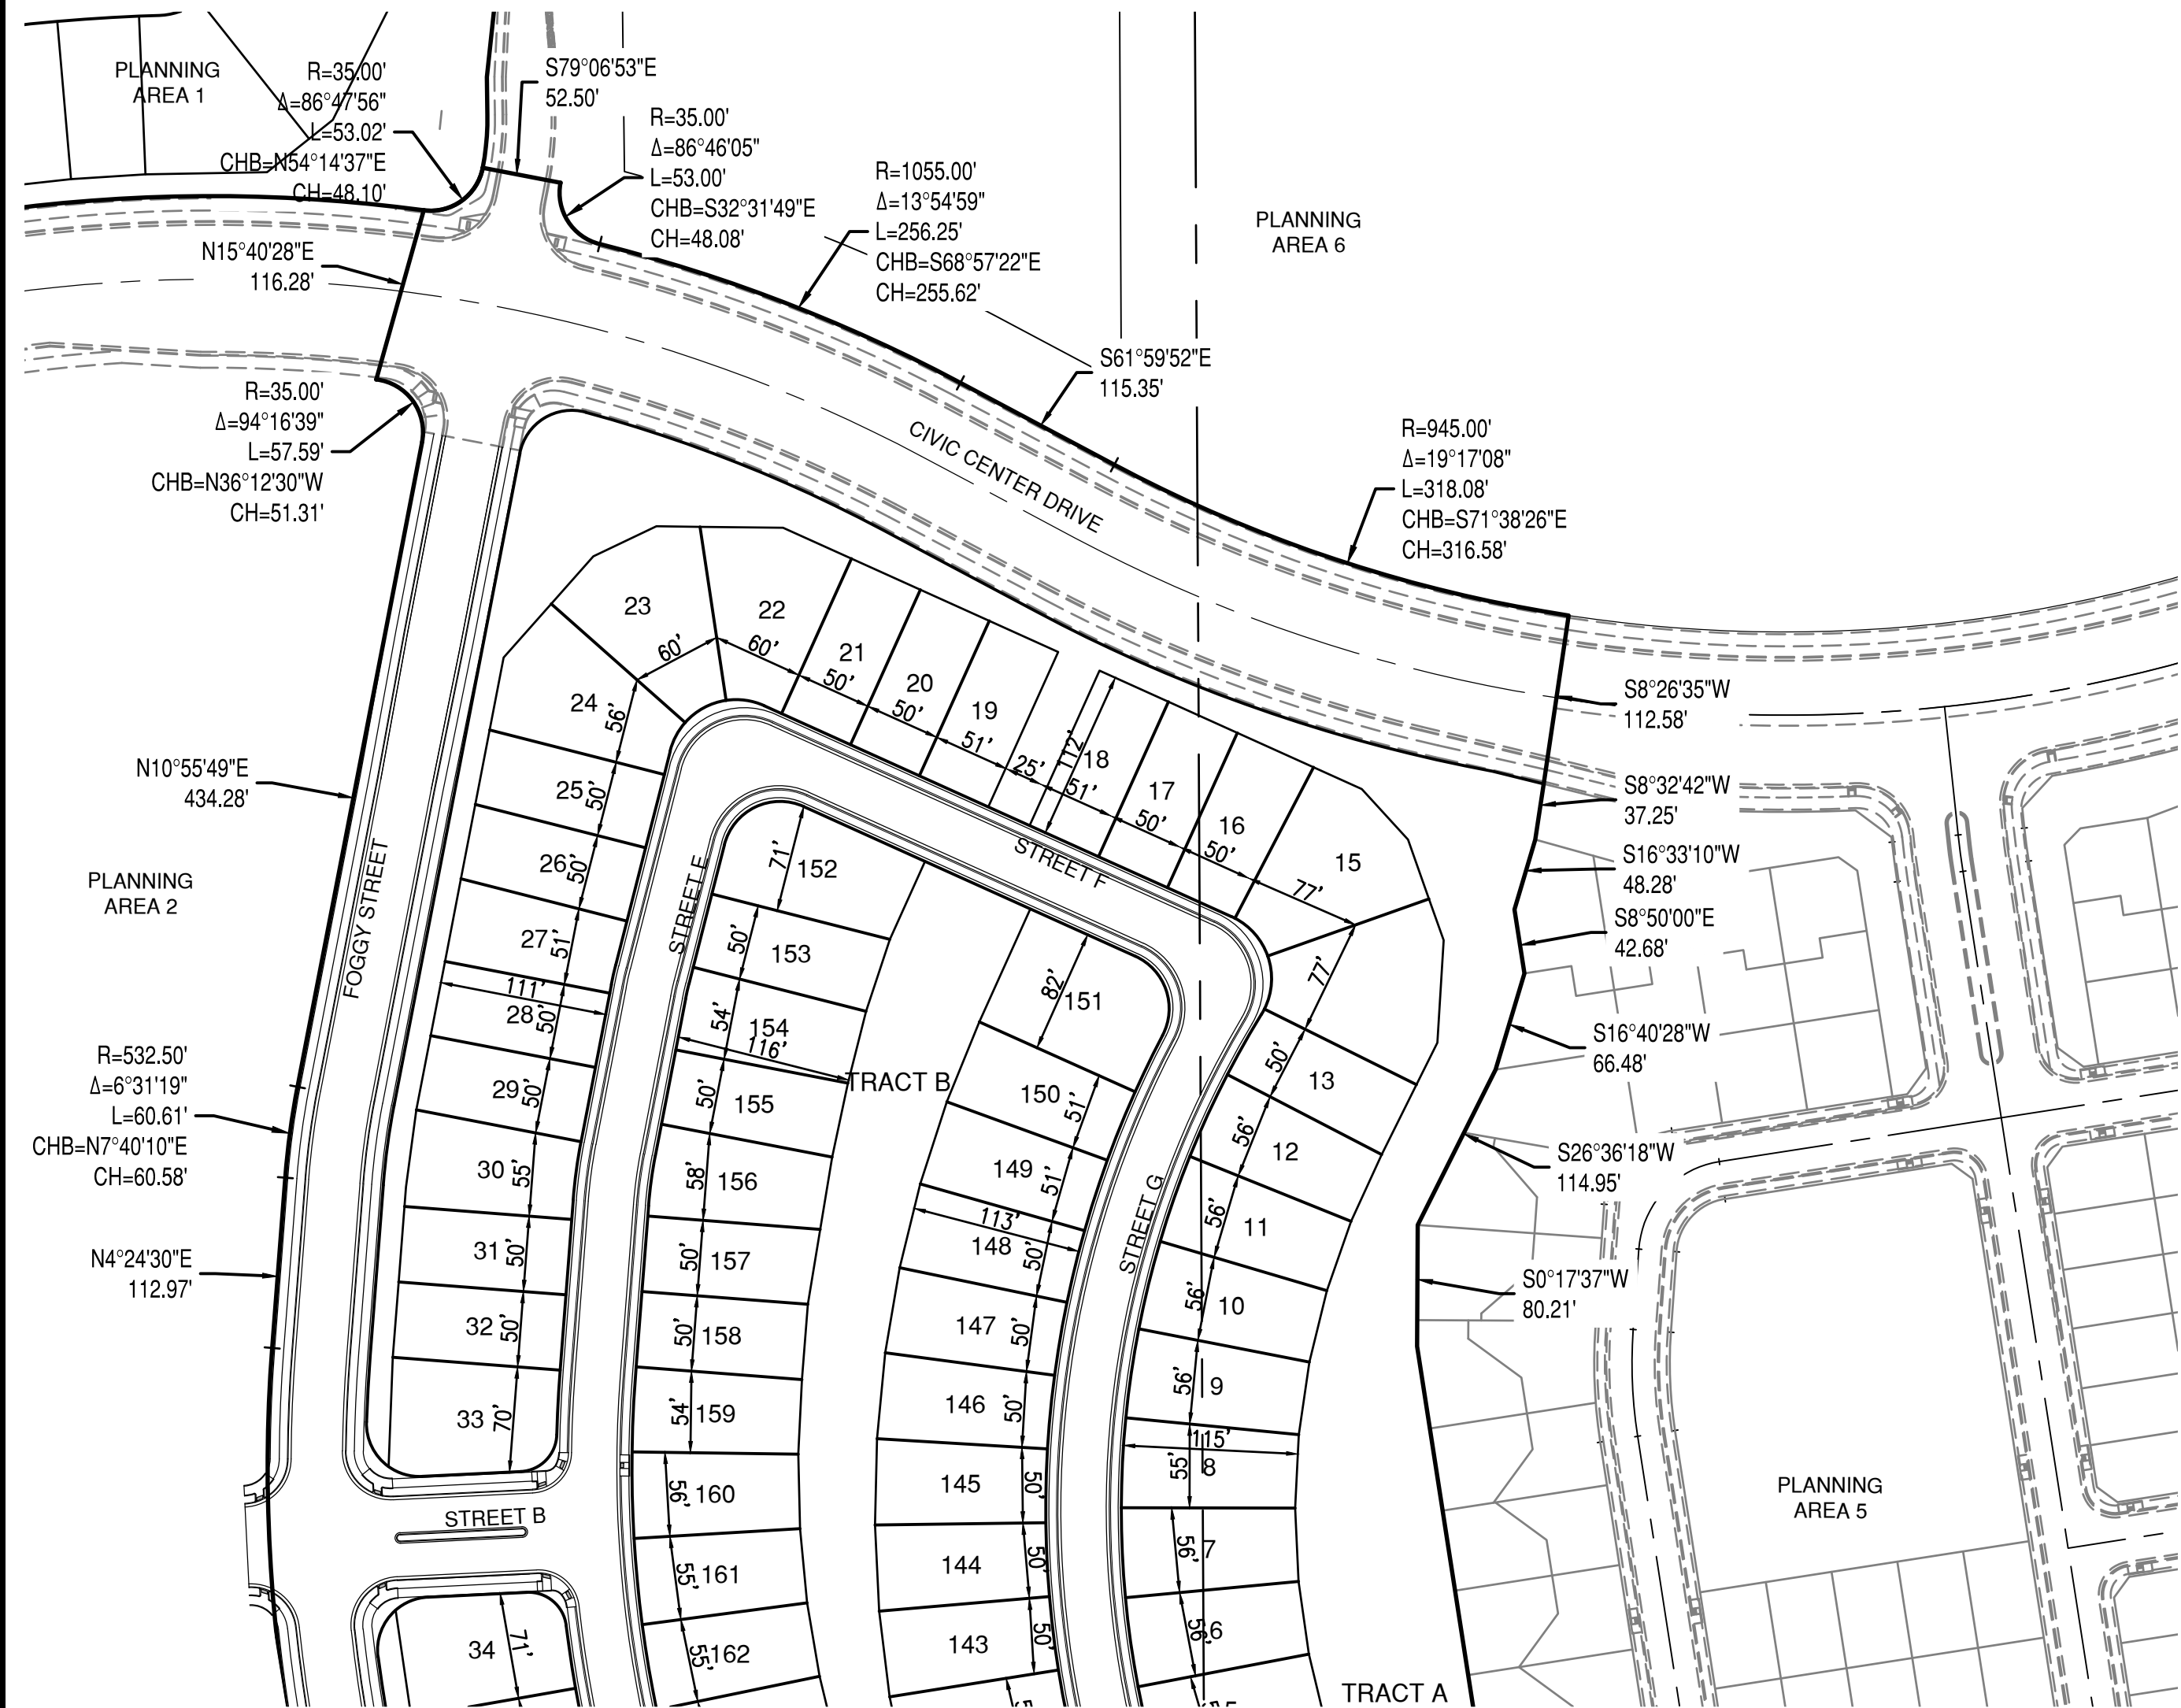 PLANNING
AREA 1
R=35.00'
Δ=86°47'56"
L=53.02'
CHB=N54°14'37"E
CH=48.10'
S79°06'53"E
52.50'
R=35.00'
Δ=86°46'05"
L=53.00'
CHB=S32°31'49"E
CH=48.08'
R=1055.00'
Δ=13°54'59"
L=256.25'
CHB=S68°57'22"E
CH=255.62'
PLANNING
AREA 6
N15°40'28"E
116.28'
S61°59'52"E
115.35'
R=35.00'
Δ=94°16'39"
L=57.59'
CHB=N36°12'30"W
CH=51.31'
CIVIC CENTER DRIVE
R=945.00'
Δ=19°17'08"
L=318.08'
CHB=S71°38'26"E
CH=316.58'
S8°26'35"W
112.58'
S8°32'42"W
37.25'
S16°33'10"W
48.28'
S8°50'00"E
42.68'
S16°40'28"W
66.48'
S26°36'18"W
114.95'
S0°17'37"W
80.21'
N10°55'49"E
434.28'
PLANNING
AREA 2
FOGGY STREET
R=532.50'
Δ=6°31'19"
L=60.61'
CHB=N7°40'10"E
CH=60.58'
N4°24'30"E
112.97'
23
60'
22
60'
21
50'
20
50'
19
51'
25'
112'
18
51'
17
50'
16
50'
15
77'
77'
24
56'
25
50'
26
50'
27
51'
111'
28
50'
29
50'
30
55'
31
50'
32
50'
33
70'
STREET B
34
71'
STREET E
STREET F
71'
152
50'
153
54'
154
116'
50'
155
58'
156
50'
157
50'
158
54'
159
56'
160
55'
161
55'
162
TRACT B
82'
151
150
51'
149
51'
113'
148
50'
147
50'
146
50'
145
50'
144
50'
143
50'
STREET G
50'
13
56'
12
56'
11
56'
10
56'
9
115'
55'
8
56'
7
56'
6
TRACT A
PLANNING
AREA 5